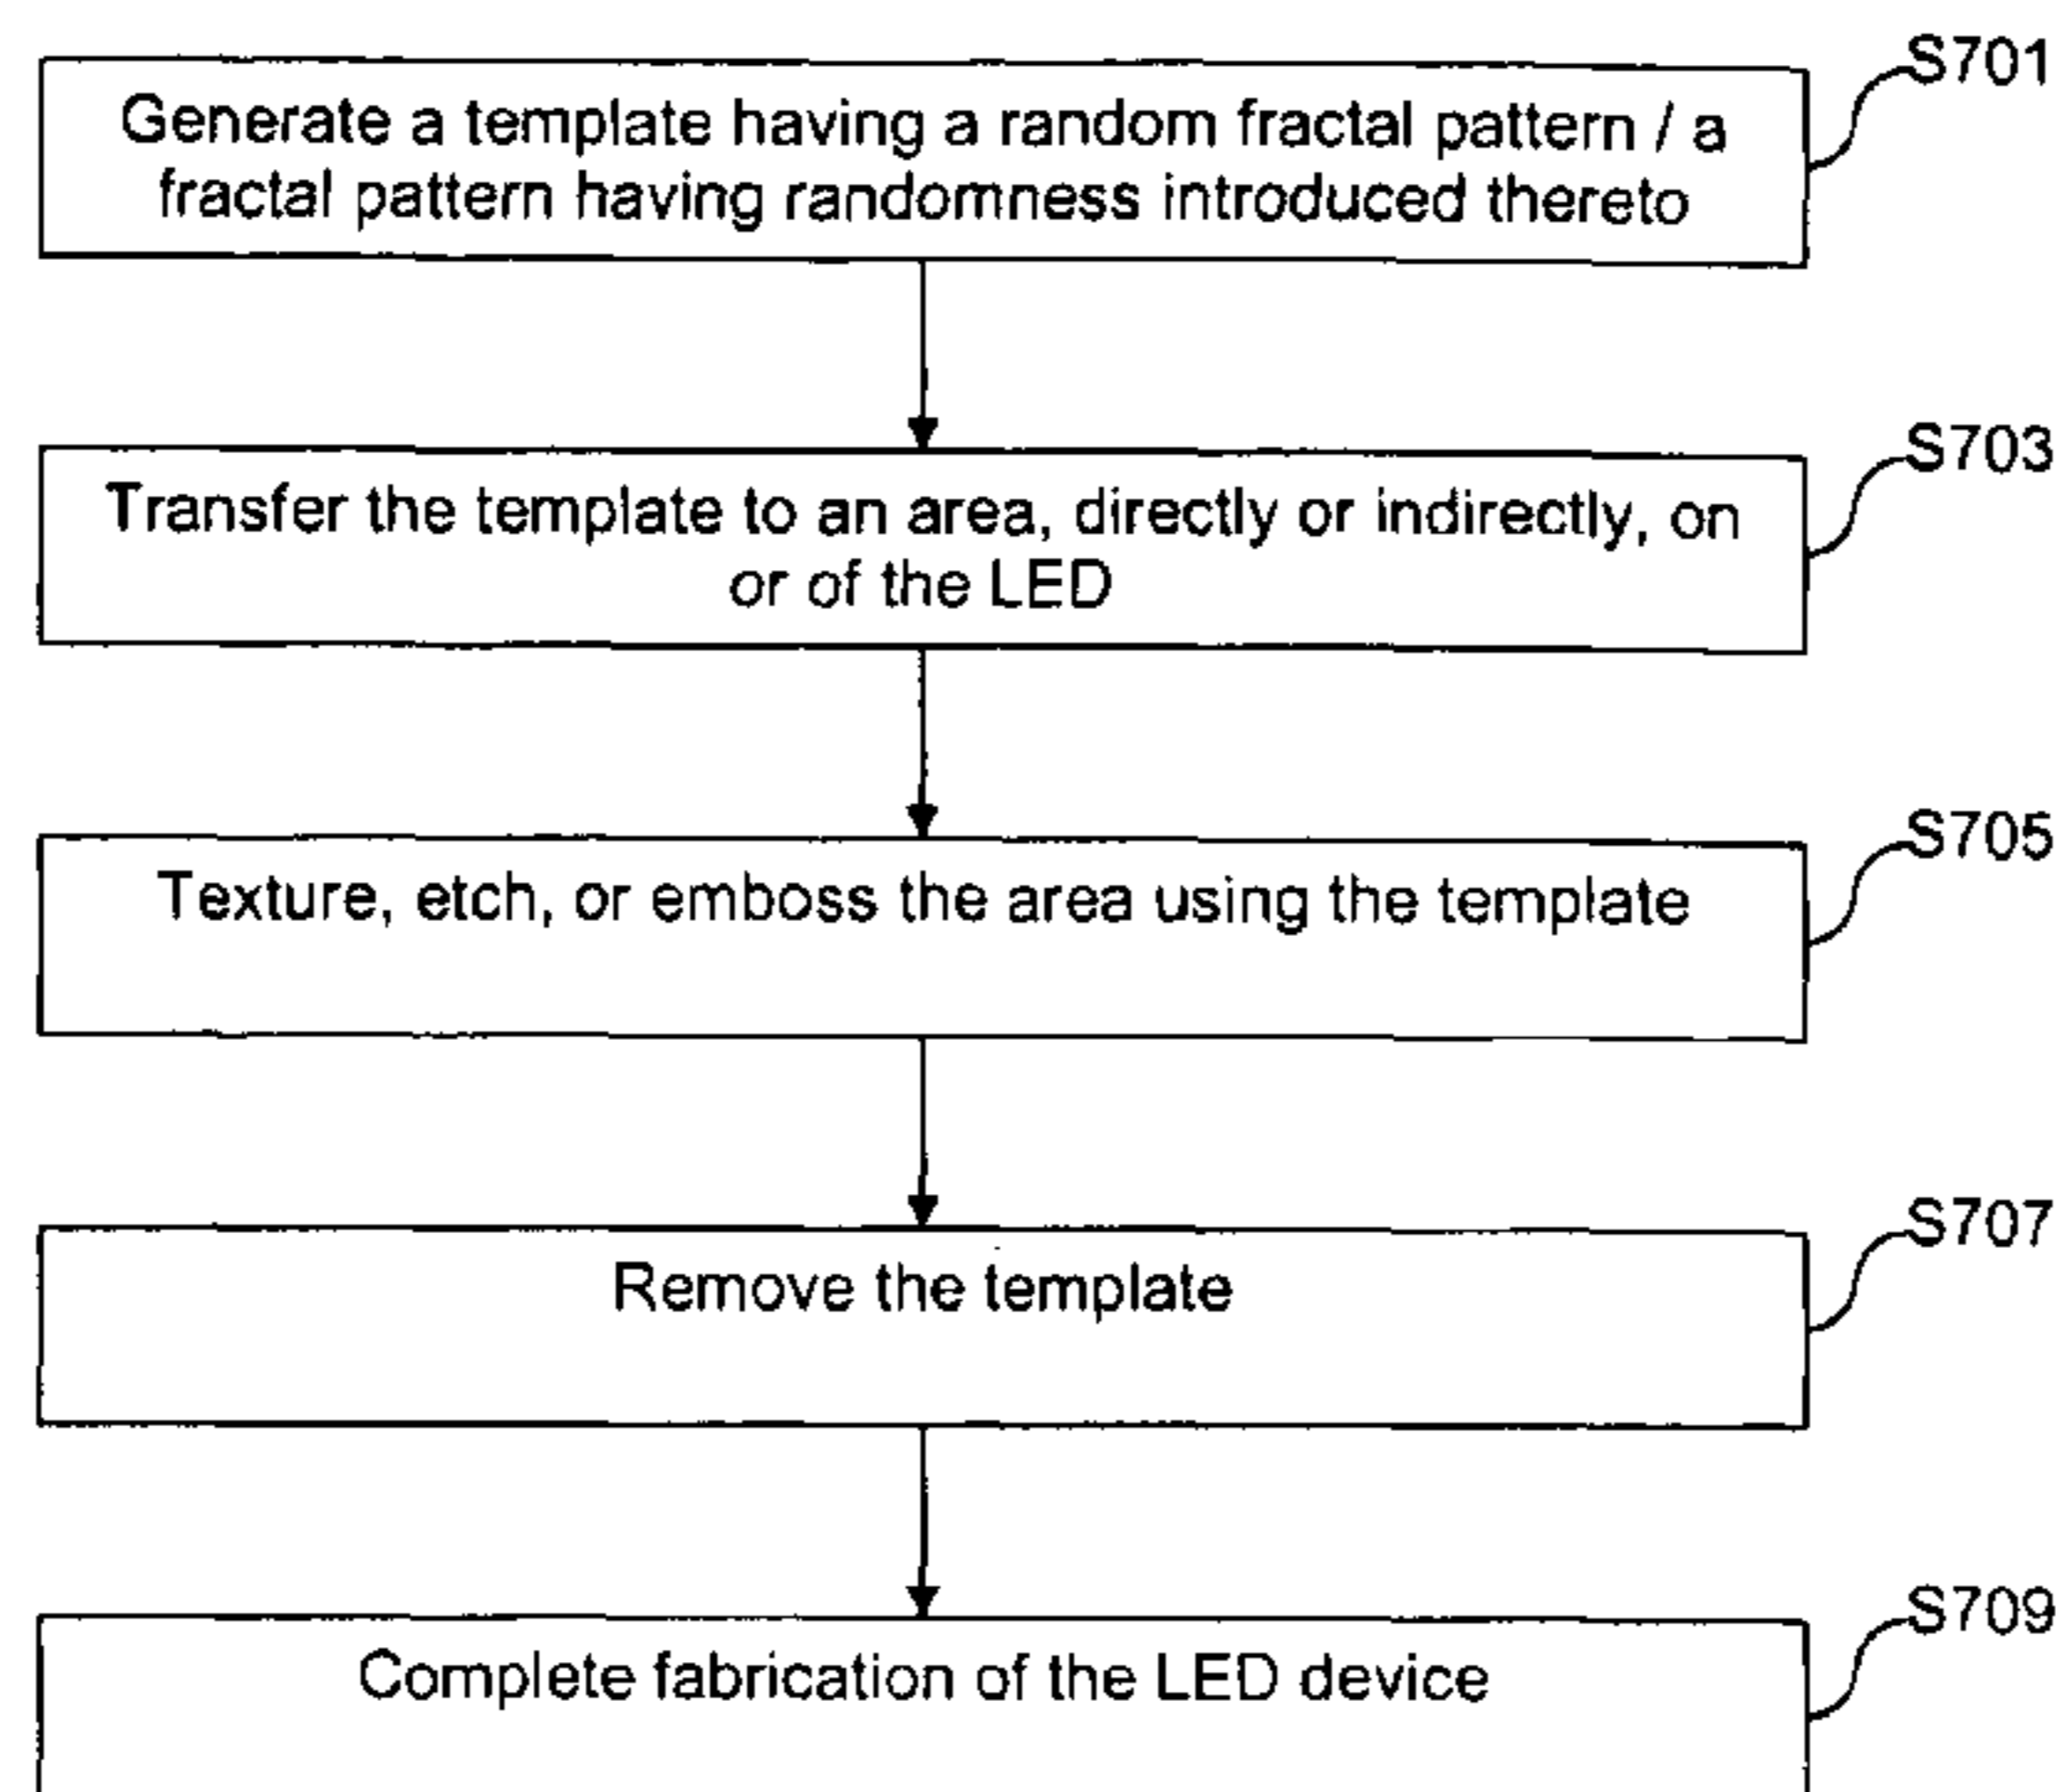 S701
Generate a template having a random fractal pattern / a
fractal pattern having randomness introduced thereto
S703
Transfer the template to an area, directly or indirectly, on
or of the LED
S705
Texture, etch, or emboss the area using the template
S707
Remove the template
S709
Complete fabrication of the LED device